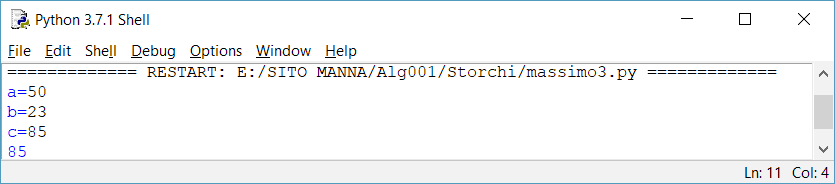 Python 3.7.1 Shell
File Edit Shell Debug Options Window Help
============= RESTART: E:/SITO MANNA/Alg001/Storchi/massimo3.py =============
a=50
b=23
c=85
85
Ln: 11 Col: 4